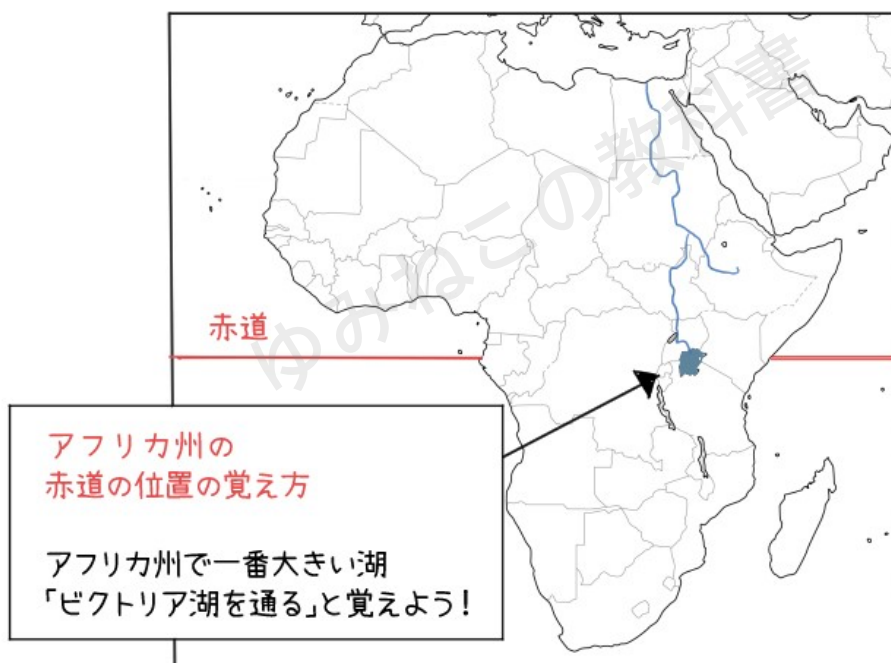 ゆみねこの教科書
赤道
アフリカ州の
赤道の位置の覚え方
アフリカ州で一番大きい湖
「ビクトリア湖を通る」と覚えよう!